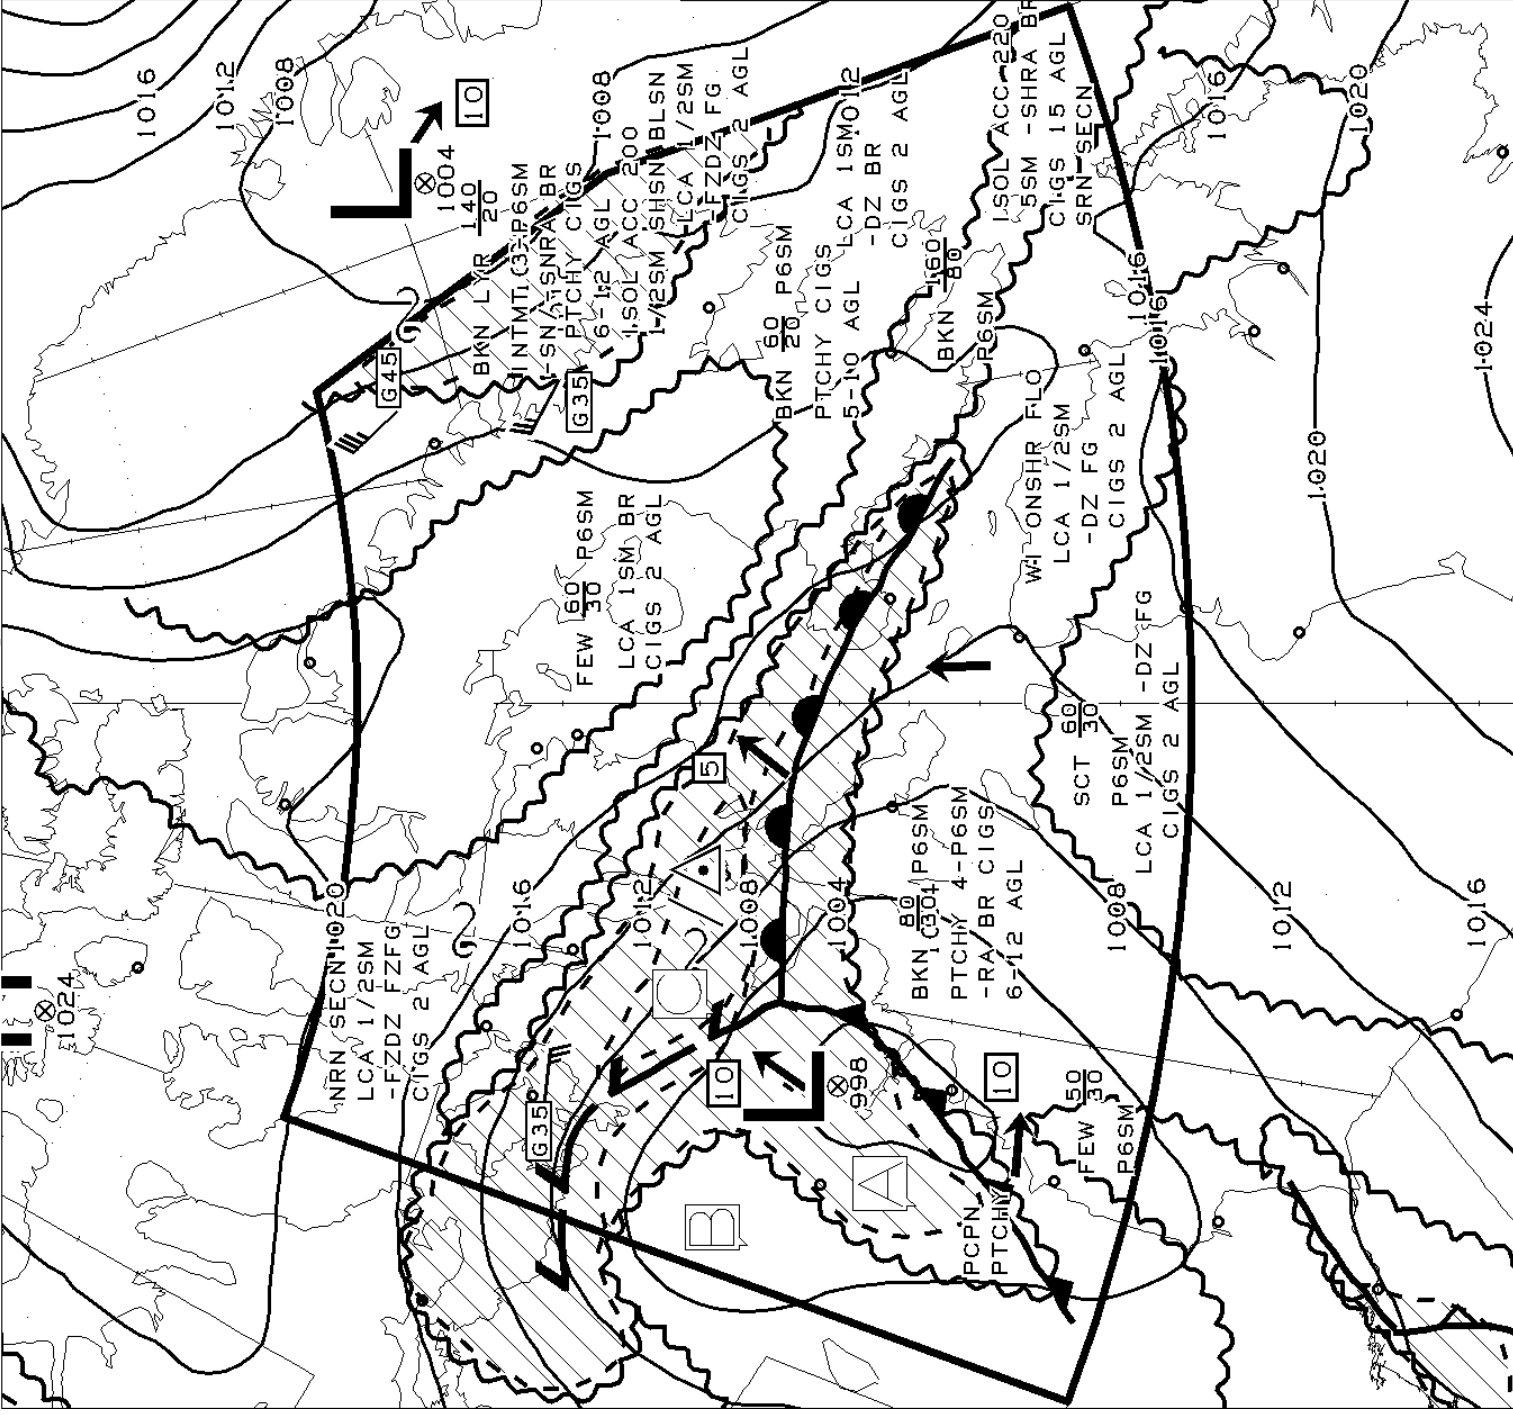 1016
1012
1008
10
1004
140
20
G45
BKN LYR
INTMT (3)P6SM
-SN/-SNRA BR
PTCHY CIGS
6-12 AGL
ISOL ACC 200
1/2SM SHSN BLSN
LCA 1/2SM
-FZDZ FG
CIGS 2 AGL
1008
G35
BKN 60 P6SM
20
PTCHY CIGS
5-10 AGL
LCA 1SM
-DZ BR
CIGS 2 AGL
1012
ISOL ACC 220
5SM -SHRA BR
CIGS 15 AGL
SRN SECN
1016
1020
BKN 160
80
P6SM
1016
1016
1024
1020
FEW 60 P6SM
30
LCA 1SM BR
CIGS 2 AGL
WI ONSHR FLO
LCA 1/2SM
-DZ FG
CIGS 2 AGL
SCT 60
30
P6SM
LCA 1/2SM -DZ FG
CIGS 2 AGL
5
1024
1020
NRN SECN
LCA 1/2SM
-FZDZ FZFG
CIGS 2 AGL
1016
1012
1008
1004
BKN 80 P6SM
PTCHY 4-P6SM
-RA BR CIGS
6-12 AGL
1008
1012
1016
C
G35
10
998
10
FEW 50
30
P6SM
B
A
PCPN
PTCHY